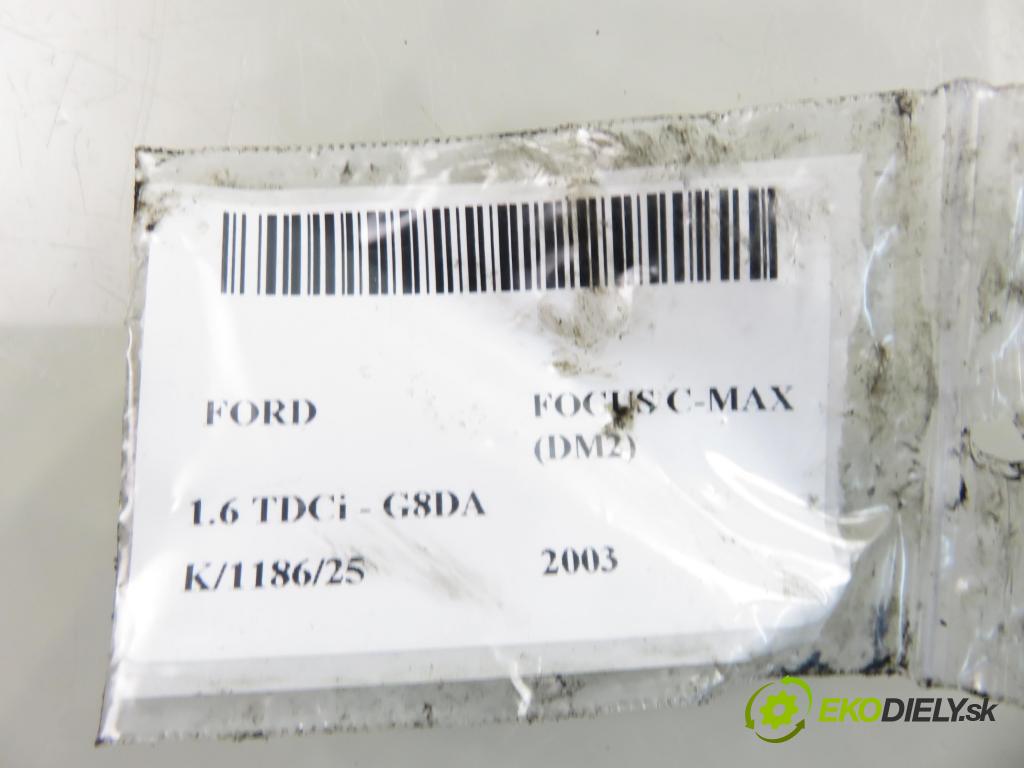 FORD
FOCUS C-MAX
(DM2)
1.6 TDCi - G8DA
K/1186/25
2003
EKODIELY.sk